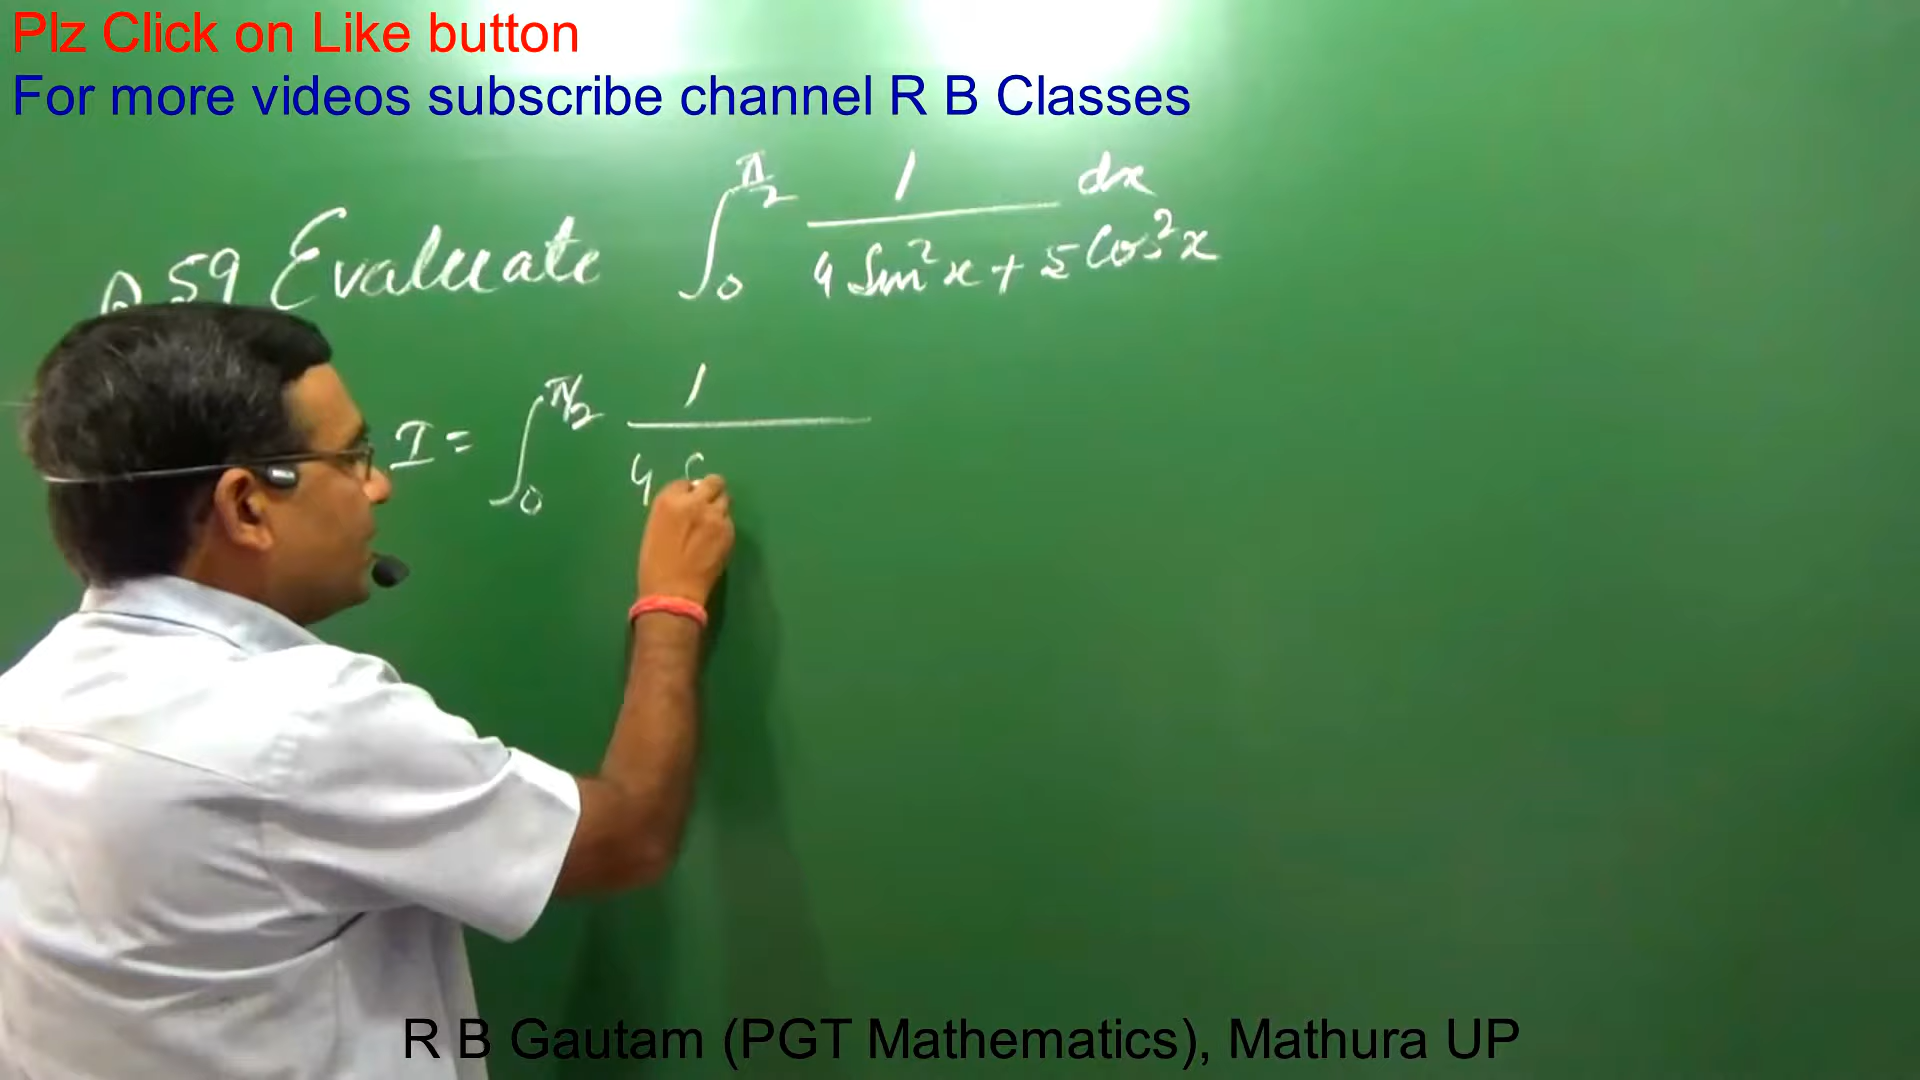 Plz Click on Like button
For more videos subscribe channel R B Classes
Q.59 Evaluate ∫₀^(π/2) 1/(4 Sin²x + 5 Cos²x) dx
I = ∫₀^(π/2) 1/4 S
R B Gautam (PGT Mathematics), Mathura UP